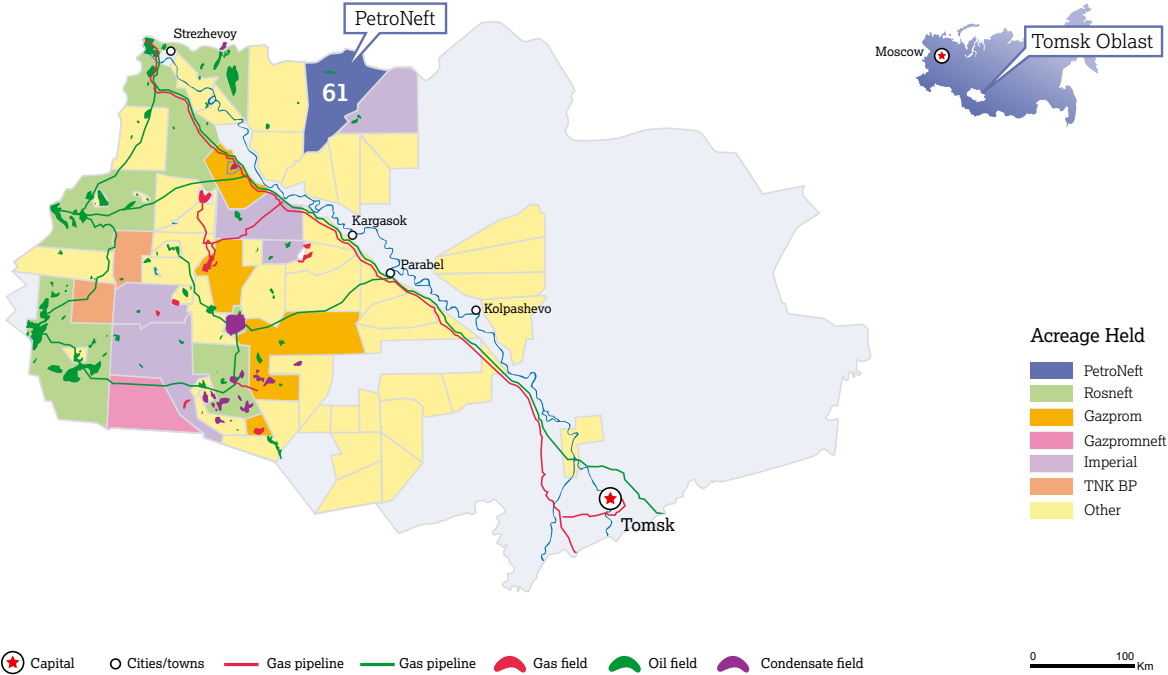 PetroNeft
Strezhevoy
61
Moscow
Tomsk Oblast
Kargasok
Parabel
Kolpashevo
Tomsk
Acreage Held
PetroNeft
Rosneft
Gazprom
Gazpromneft
Imperial
TNK BP
Other
Capital
Cities/towns
Gas pipeline
Gas pipeline
Gas field
Oil field
Condensate field
0 100
Km